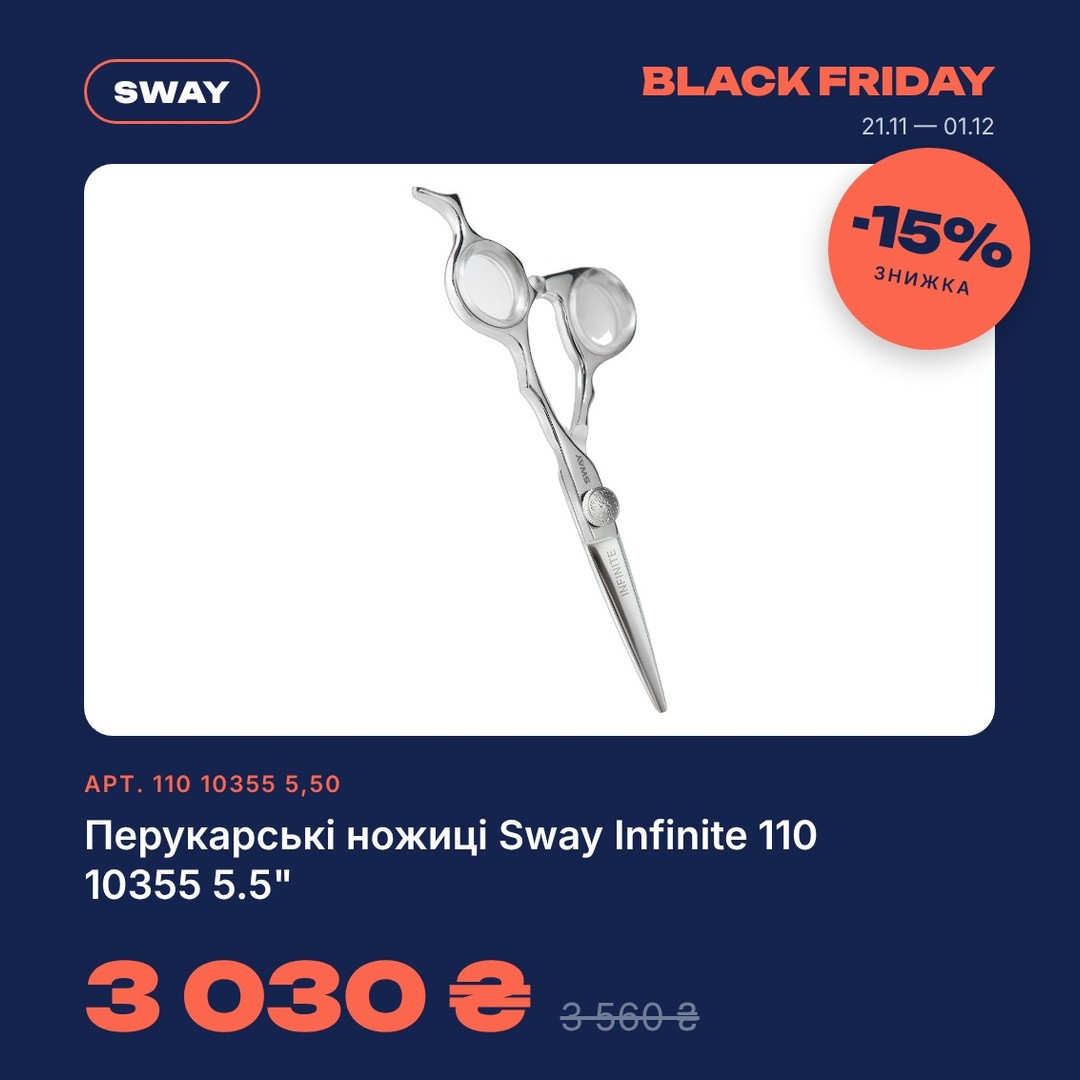 SWAY
BLACK FRIDAY
21.11 — 01.12
-15%
ЗНИЖКА
SWAY
INFINITE
АРТ. 110 10355 5,50
Перукарські ножиці Sway Infinite 110
10355 5.5"
3 030 ₴
3 560 ₴